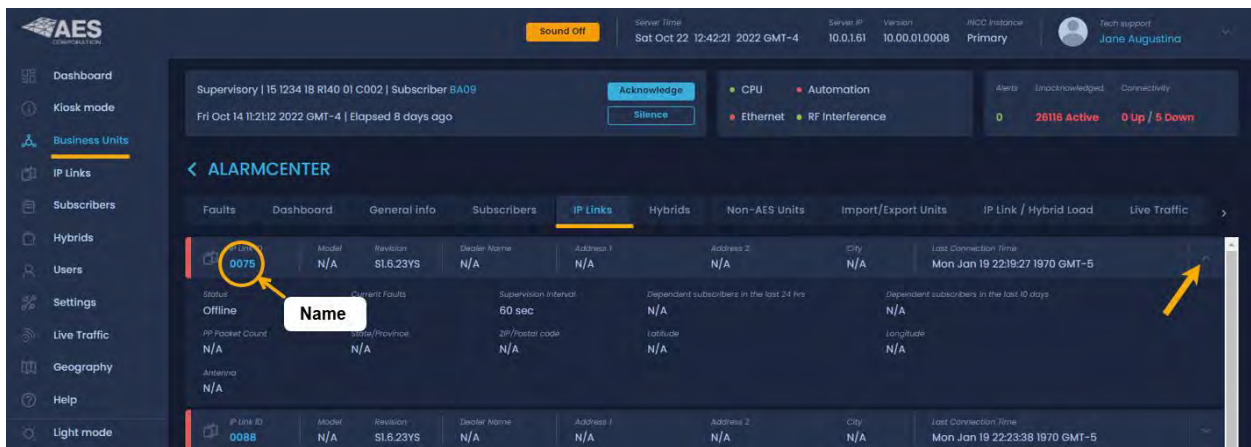 AES
CORPORATION
Sound Off
Server Time
Sat Oct 22 12:42:21 2022 GMT-4
Server IP
10.0.1.61
Version
10.00.01.0008
INCC Instance
Primary
Tech support
Jane Augustina
Dashboard
Kiosk mode
Business Units
IP Links
Subscribers
Hybrids
Users
Settings
Live Traffic
Geography
Help
Light mode
Supervisory | 15 1234 18 R140 01 C002 | Subscriber BA09
Fri Oct 14 11:21:12 2022 GMT-4 | Elapsed 8 days ago
Acknowledge
Silence
CPU
Automation
Ethernet
RF Interference
Alerts
0
Unacknowledged
26116 Active
Connectivity
0 Up / 5 Down
< ALARMCENTER
Faults Dashboard General info Subscribers IP Links Hybrids Non-AES Units Import/Export Units IP Link / Hybrid Load Live Traffic >
IP Link ID Model Revision Dealer Name Address 1 Address 2 City Last Connection Time
0075 N/A S1.6.23YS N/A N/A N/A N/A Mon Jan 19 22:19:27 1970 GMT-5
Status Current Faults Supervision Interval Dependent subscribers in the last 24 hrs Dependent subscribers in the last 10 days
Offline 60 sec N/A N/A
Name
PP Packet Count State/Province ZIP/Postal code Latitude Longitude
N/A N/A N/A N/A N/A
Antenna
N/A
IP Link ID Model Revision Dealer Name Address 1 Address 2 City Last Connection Time
0088 N/A S1.6.23YS N/A N/A N/A N/A Mon Jan 19 22:23:38 1970 GMT-5